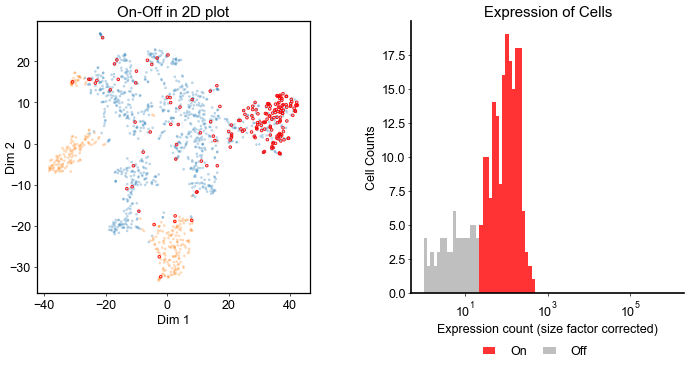 On-Off in 2D plot
Dim 2
20
10
0
−10
−20
−30
−40
−20
0
20
40
Dim 1
Expression of Cells
Cell Counts
17.5
15.0
12.5
10.0
7.5
5.0
2.5
0.0
10¹
10³
10⁵
Expression count (size factor corrected)
On
Off